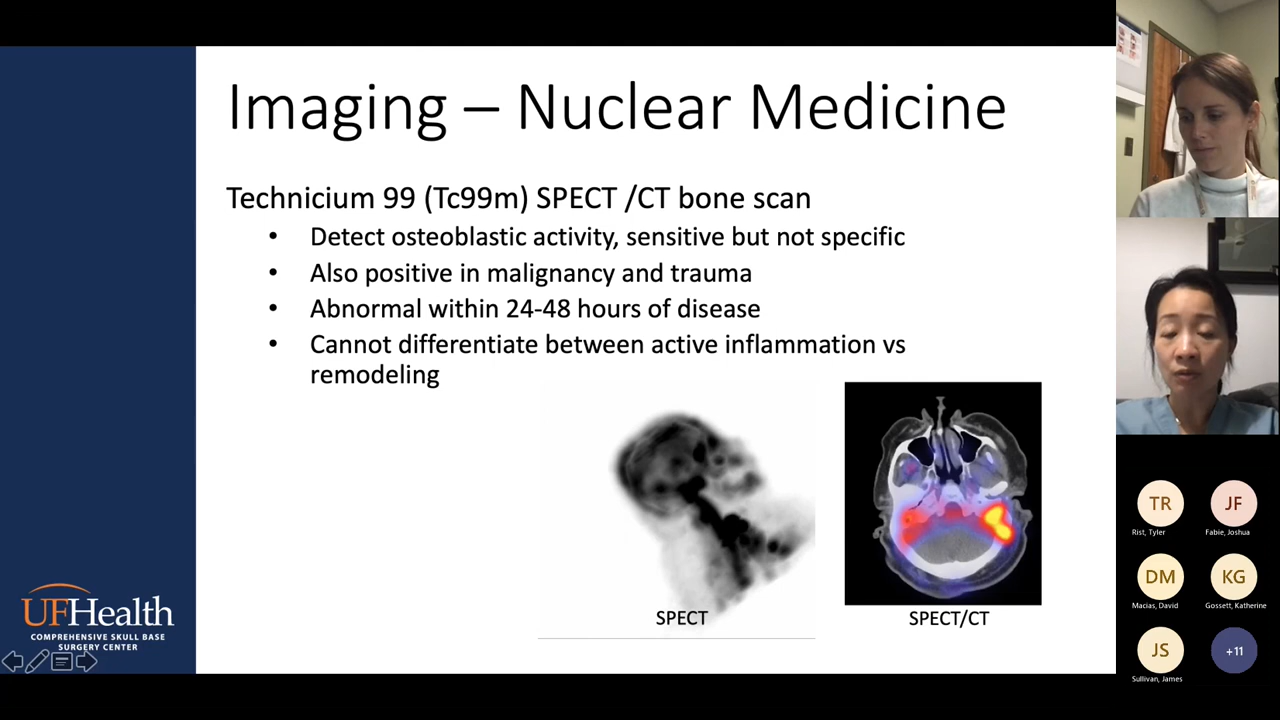 Imaging – Nuclear Medicine
Technicium 99 (Tc99m) SPECT /CT bone scan
• Detect osteoblastic activity, sensitive but not specific
• Also positive in malignancy and trauma
• Abnormal within 24-48 hours of disease
• Cannot differentiate between active inflammation vs
remodeling
SPECT
SPECT/CT
UFHealth
COMPREHENSIVE SKULL BASE
SURGERY CENTER
TR
JF
Rist, Tyler
Fabie, Joshua
DM
KG
Macias, David
Gossett, Katherine
JS
+11
Sullivan, James